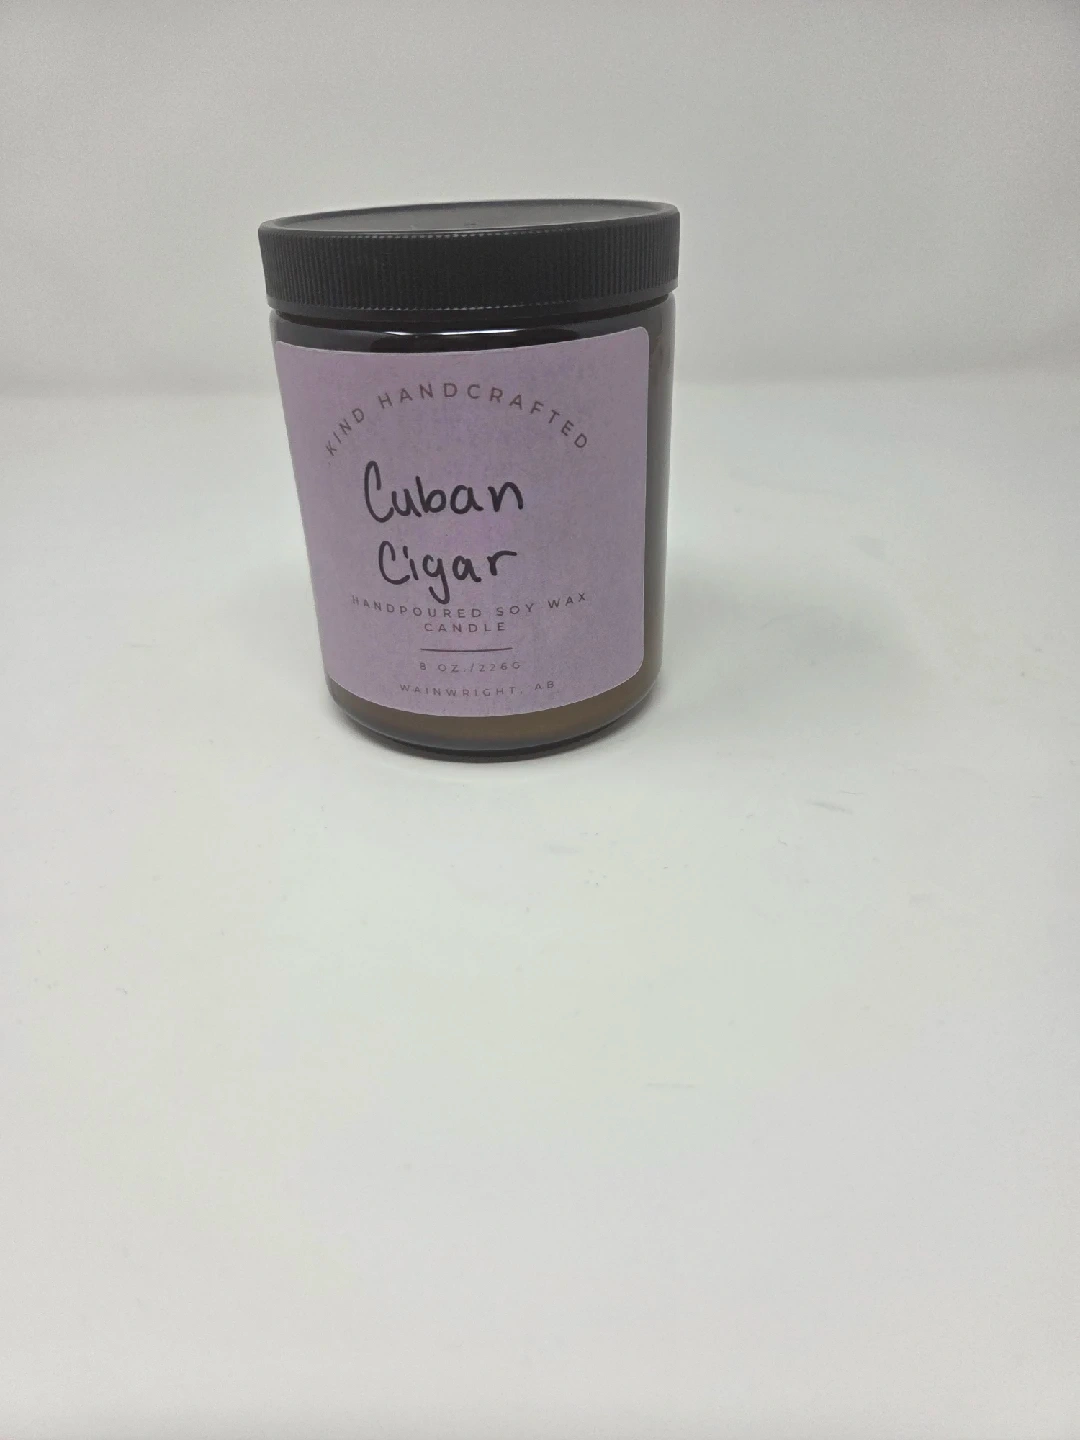 KIND HANDCRAFTED
Cuban
Cigar
HANDPOURED SOY WAX
CANDLE
8 OZ./226G
WAINWRIGHT, AB